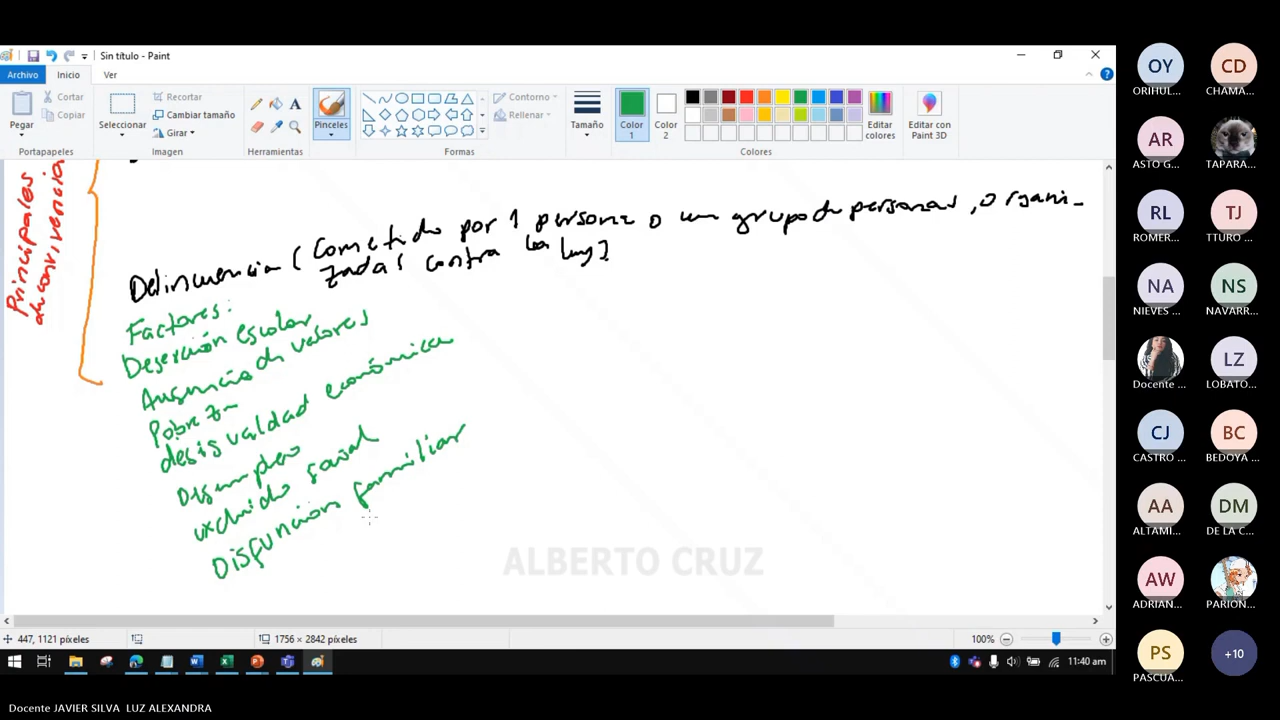 Sin título - Paint
Archivo Inicio Ver
Pegar
Cortar
Copiar
Portapapeles
Seleccionar
Recortar
Cambiar tamaño
Girar
Imagen
Herramientas
Pinceles
Contorno
Rellenar
Formas
Tamaño
Color 1
Color 2
Editar colores
Colores
Editar con Paint 3D
Principales
de convivencia
Delincuencia (Cometido por 1 persona o un grupo de personas, organi-
zadas contra la ley)
Factores:
Deserción escolar
Ausencia de valores
Pobreza
desigualdad económica
Desempleo
excluido social
Disfunción familiar
ALBERTO CRUZ
447, 1121 píxeles
1756 × 2842 píxeles
100%
11:40 am
OY
ORIHUL...
CD
CHAMA...
AR
ASTO G...
TAPARA...
RL
ROMER...
TJ
TTURO ...
NA
NIEVES ...
NS
NAVARR...
Docente ...
LZ
LOBATO...
CJ
CASTRO ...
BC
BEDOYA ...
AA
ALTAMI...
DM
DE LA C...
AW
ADRIAN...
PARION...
PS
PASCUA...
+10
Docente JAVIER SILVA LUZ ALEXANDRA